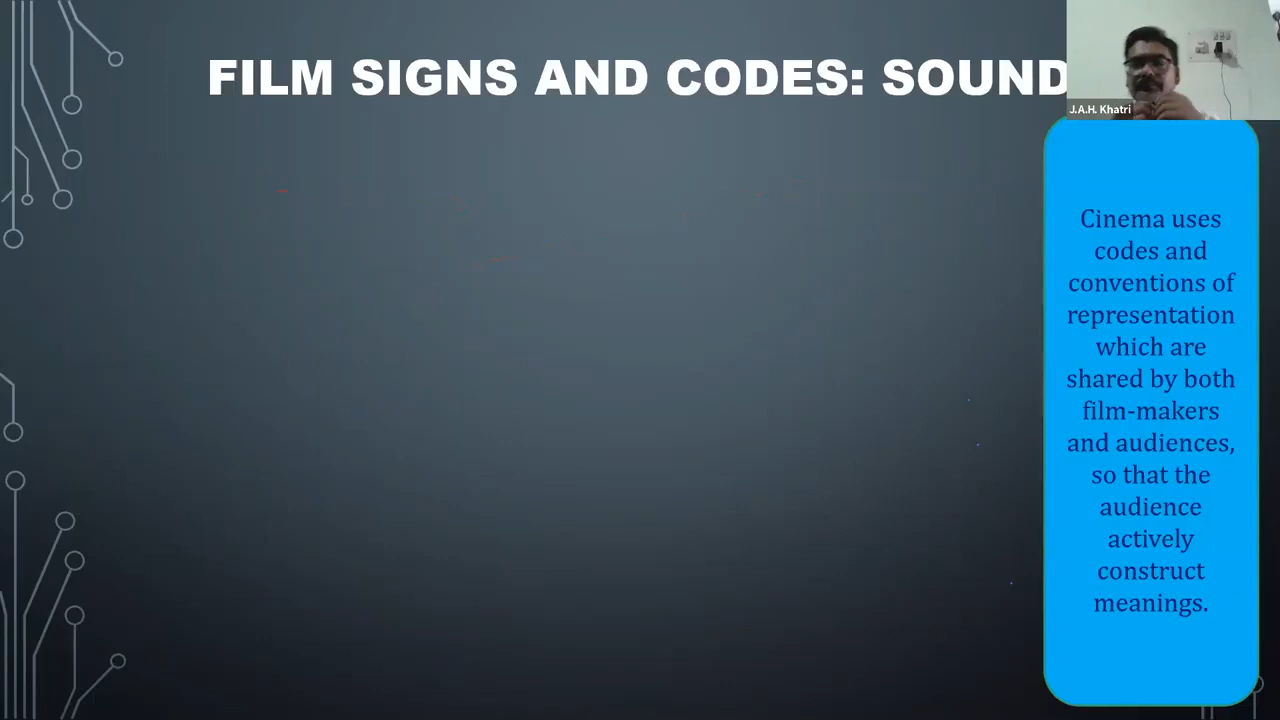 FILM SIGNS AND CODES: SOUND
J.A.H. Khatri
Cinema uses
codes and
conventions of
representation
which are
shared by both
film-makers
and audiences,
so that the
audience
actively
construct
meanings.